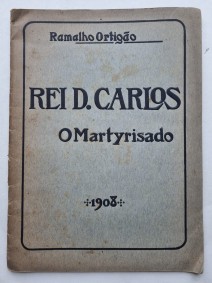 Ramalho Ortigão
REI D. CARLOS
O Martyrisado
1908